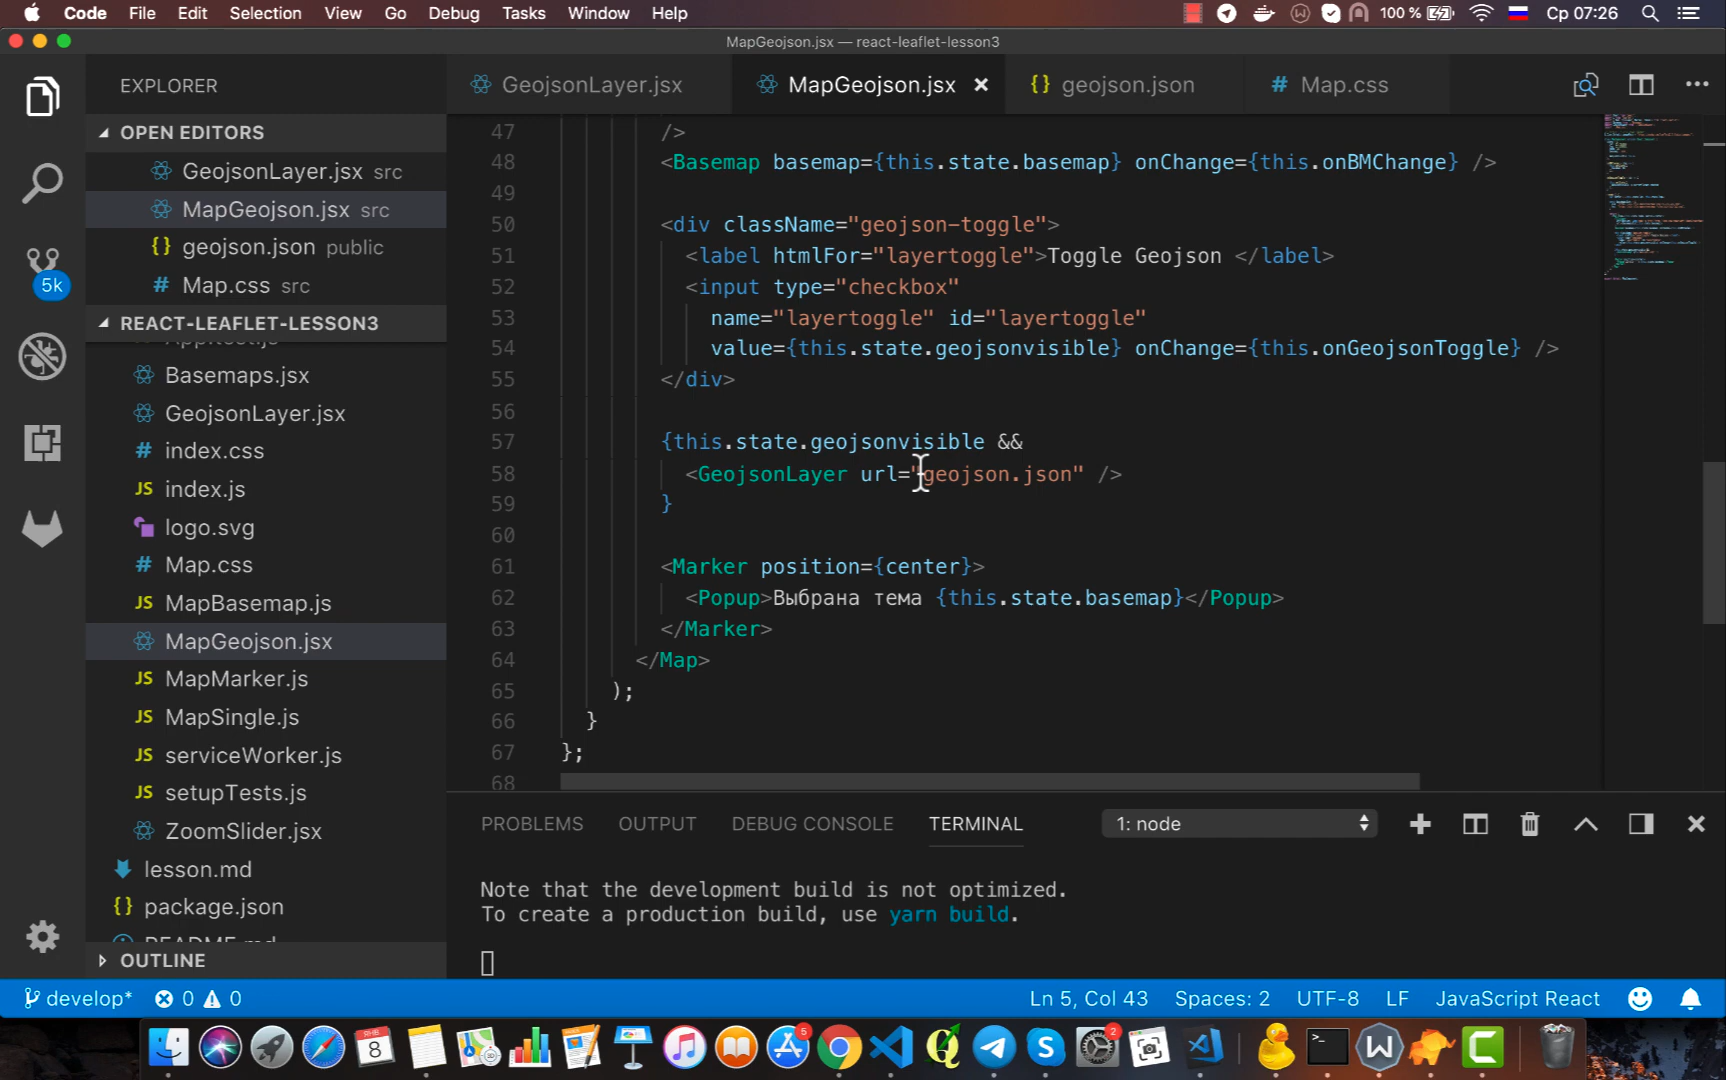 Code File Edit Selection View Go Debug Tasks Window Help 100 % Ср 07:26
MapGeojson.jsx — react-leaflet-lesson3
EXPLORER
GeojsonLayer.jsx MapGeojson.jsx geojson.json Map.css
OPEN EDITORS
GeojsonLayer.jsx src
MapGeojson.jsx src
geojson.json public
Map.css src
5k
REACT-LEAFLET-LESSON3
App.test.js
Basemaps.jsx
GeojsonLayer.jsx
index.css
index.js
logo.svg
Map.css
MapBasemap.js
MapGeojson.jsx
MapMarker.js
MapSingle.js
serviceWorker.js
setupTests.js
ZoomSlider.jsx
lesson.md
package.json
README.md
OUTLINE
47 />
48 <Basemap basemap={this.state.basemap} onChange={this.onBMChange} />
49
50 <div className="geojson-toggle">
51 <label htmlFor="layertoggle">Toggle Geojson </label>
52 <input type="checkbox"
53 name="layertoggle" id="layertoggle"
54 value={this.state.geojsonvisible} onChange={this.onGeojsonToggle} />
55 </div>
56
57 {this.state.geojsonvisible &&
58 <GeojsonLayer url="geojson.json" />
59 }
60
61 <Marker position={center}>
62 <Popup>Выбрана тема {this.state.basemap}</Popup>
63 </Marker>
64 </Map>
65 );
66 }
67 };
68
PROBLEMS OUTPUT DEBUG CONSOLE TERMINAL 1: node
Note that the development build is not optimized.
To create a production build, use yarn build.
develop* 0 0 Ln 5, Col 43 Spaces: 2 UTF-8 LF JavaScript React
8 5 2